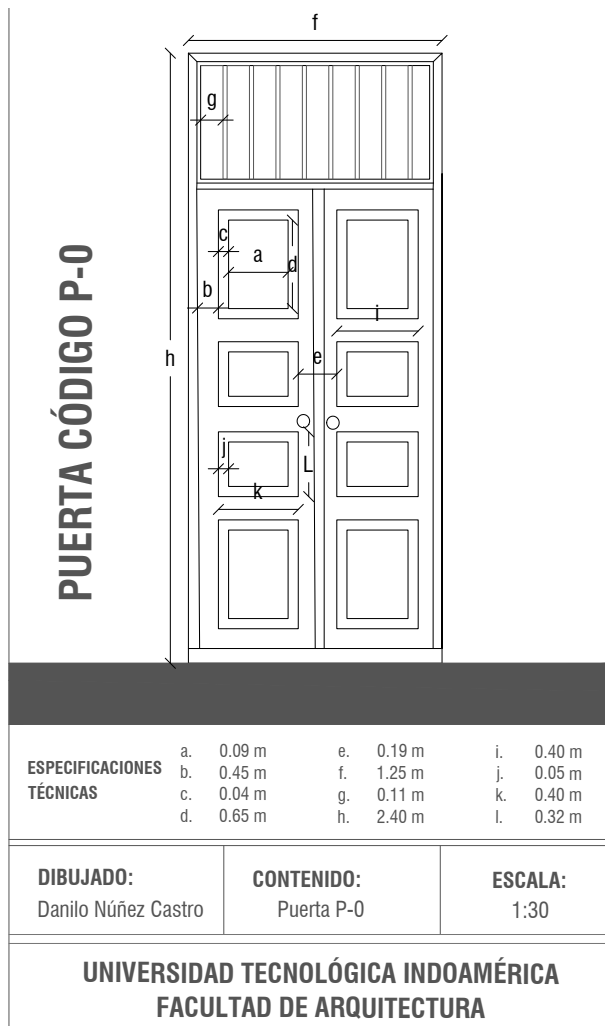 f
g
c
a
d
b
i
h
e
j
L
k
PUERTA CÓDIGO P-0
ESPECIFICACIONES TÉCNICAS
a. 0.09 m
b. 0.45 m
c. 0.04 m
d. 0.65 m
e. 0.19 m
f. 1.25 m
g. 0.11 m
h. 2.40 m
i. 0.40 m
j. 0.05 m
k. 0.40 m
l. 0.32 m
DIBUJADO:
Danilo Núñez Castro
CONTENIDO:
Puerta P-0
ESCALA:
1:30
UNIVERSIDAD TECNOLÓGICA INDOAMÉRICA
FACULTAD DE ARQUITECTURA